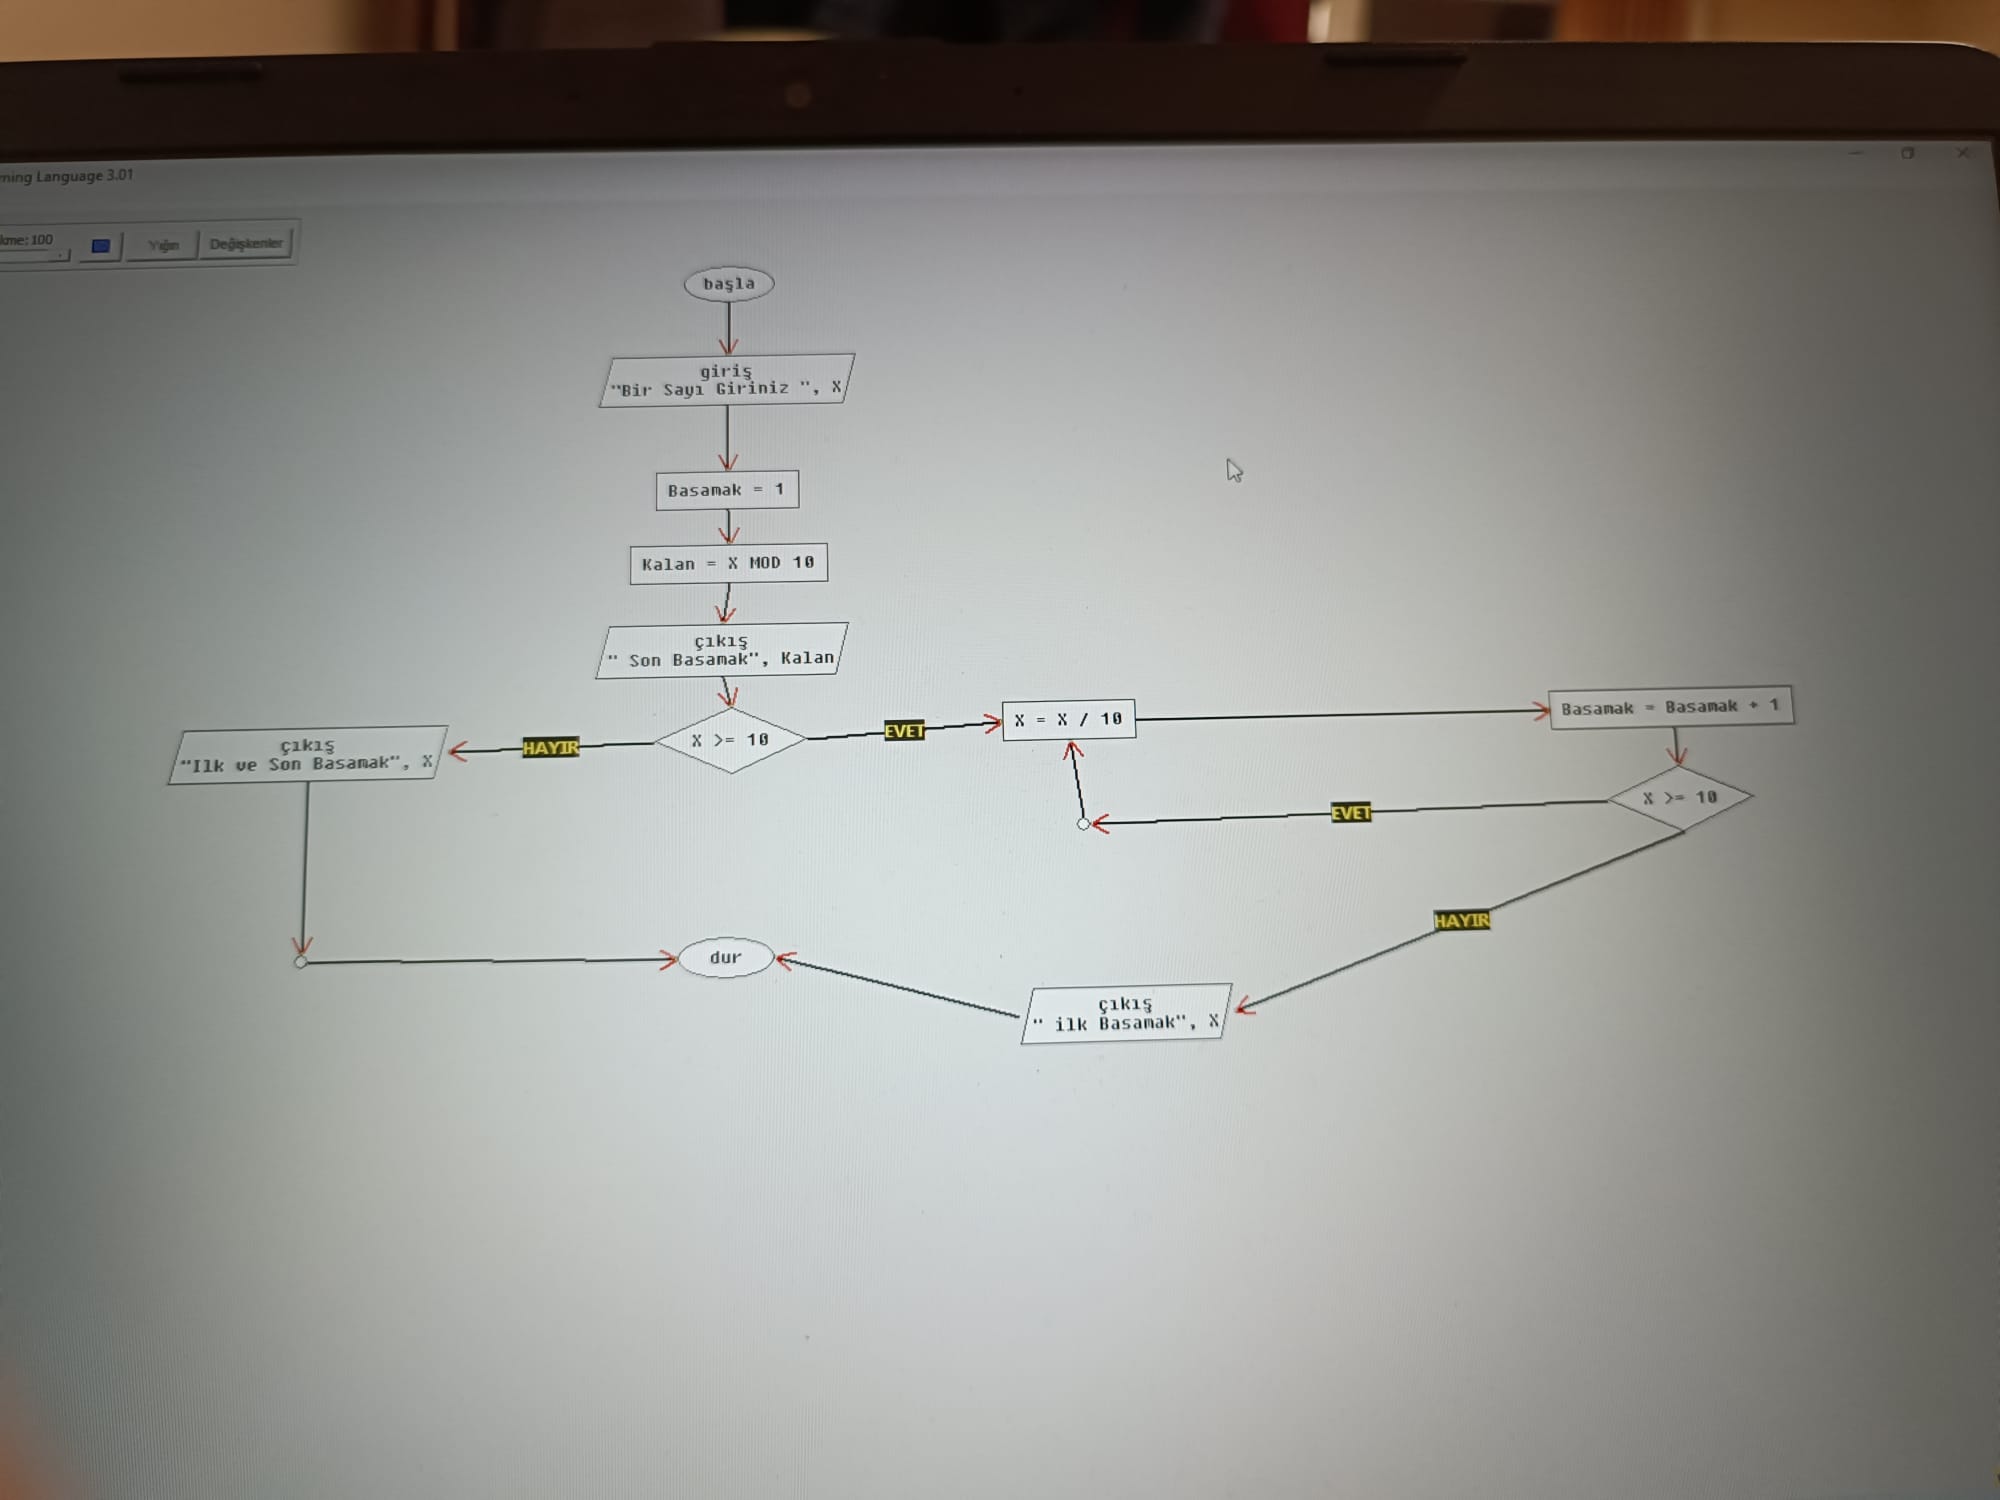 ning Language 3.01
kme: 100
Yığın
Değişkenler
başla
giriş
"Bir Sayı Giriniz ", X
Basamak = 1
Kalan = X MOD 10
çıkış
" Son Basamak", Kalan
X >= 10
EVET
X = X / 10
Basamak = Basamak + 1
HAYIR
çıkış
"Ilk ve Son Basamak", X
X >= 10
EVET
HAYIR
dur
çıkış
" ilk Basamak", X